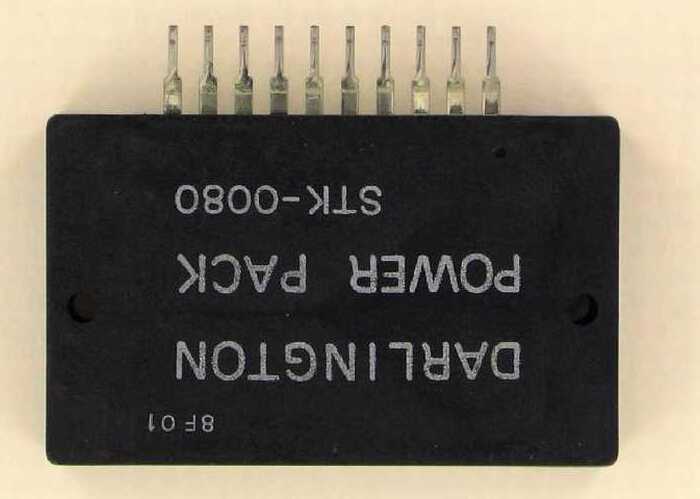 8F01
DARLINGTON
POWER PACK
STK-0080